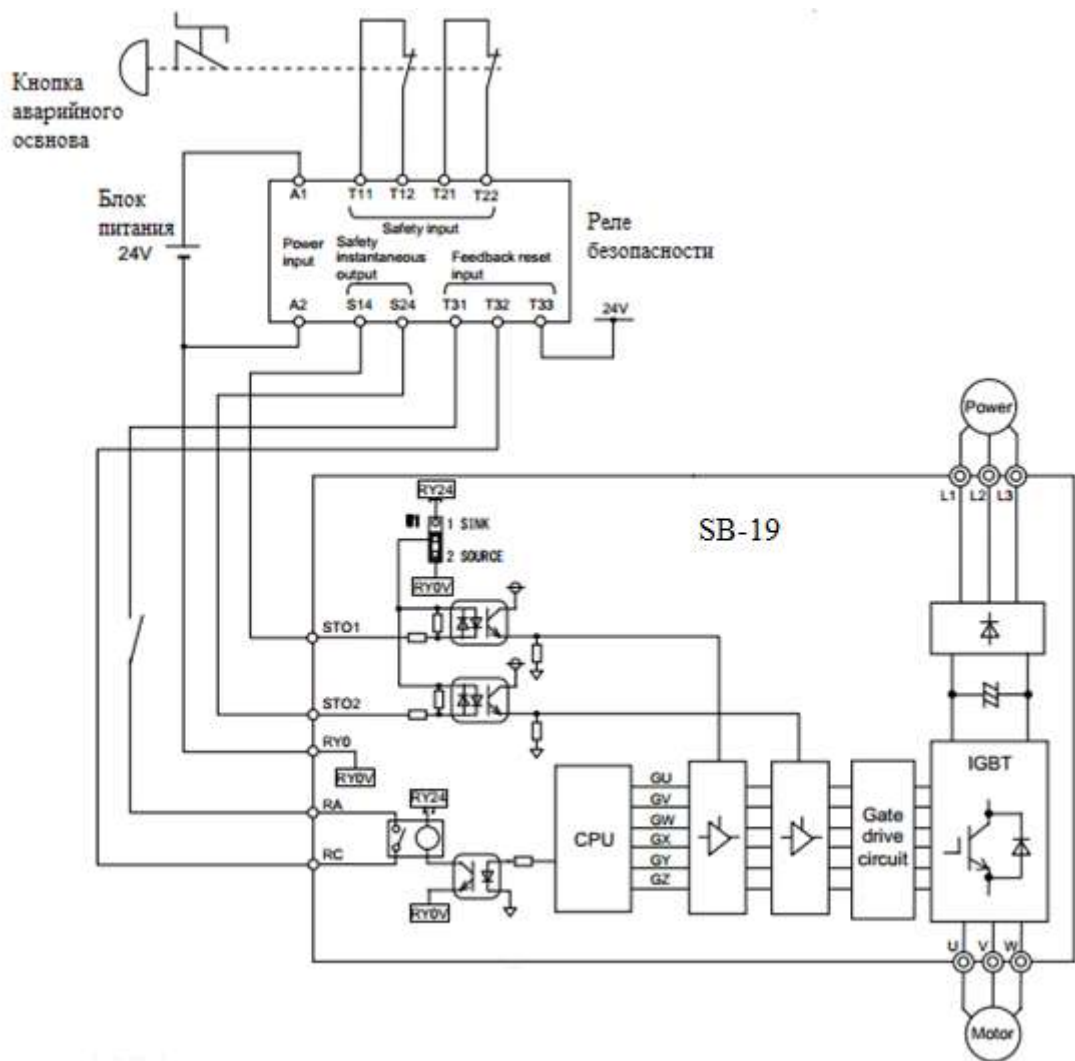 Кнопка
аварийного
осбнова
Блок
питания
24V
A1
T11
T12
T21
T22
Safety input
Power
input
Safety
instantaneous
output
Feedback reset
input
A2
S14
S24
T31
T32
T33
Реле
безопасности
24V
Power
L1
L2
L3
SB-19
RY24
1 SINK
2 SOURCE
RY0V
STO1
STO2
RY0
RY0V
RA
RY24
RC
RY0V
CPU
GU
GV
GW
GX
GY
GZ
Gate
drive
circuit
IGBT
U
V
W
Motor